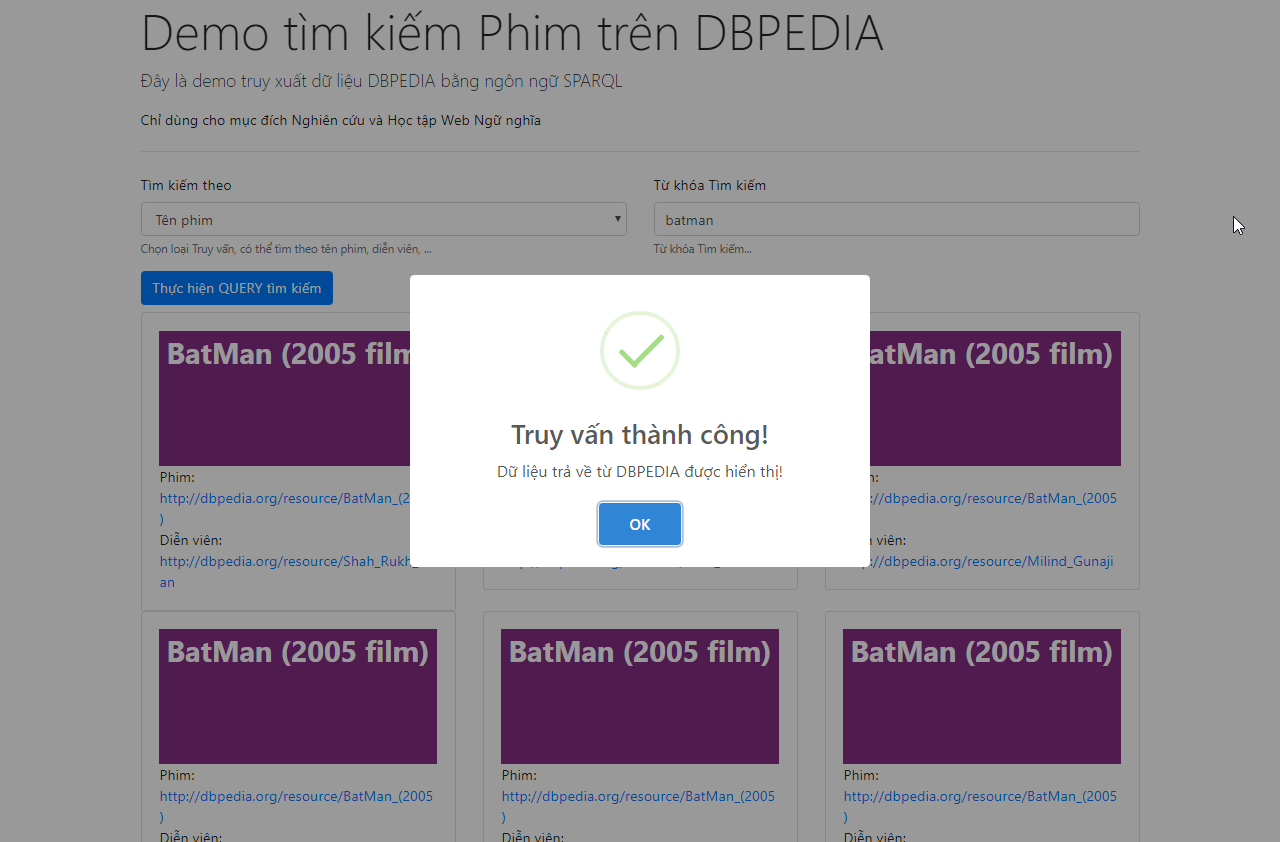 Demo tìm kiếm Phim trên DBPEDIA
Đây là demo truy xuất dữ liệu DBPEDIA bằng ngôn ngữ SPARQL
Chỉ dùng cho mục đích Nghiên cứu và Học tập Web Ngữ nghĩa
Tìm kiếm theo
Tên phim
Chọn loại Truy vấn, có thể tìm theo tên phim, diễn viên, ...
Từ khóa Tìm kiếm
batman
Từ khóa Tìm kiếm...
Thực hiện QUERY tìm kiếm
Truy vấn thành công!
Dữ liệu trả về từ DBPEDIA được hiển thị!
OK
BatMan (2005 film
Phim:
http://dbpedia.org/resource/BatMan_(2
)
Diễn viên:
http://dbpedia.org/resource/Shah_Rukh_
an
atMan (2005 film)
://dbpedia.org/resource/BatMan_(2005
viên:
://dbpedia.org/resource/Milind_Gunaji
BatMan (2005 film)
Phim:
http://dbpedia.org/resource/BatMan_(2005
)
Diễn viên:
BatMan (2005 film)
Phim:
http://dbpedia.org/resource/BatMan_(2005
)
Diễn viên:
BatMan (2005 film)
Phim:
http://dbpedia.org/resource/BatMan_(2005
)
Diễn viên: